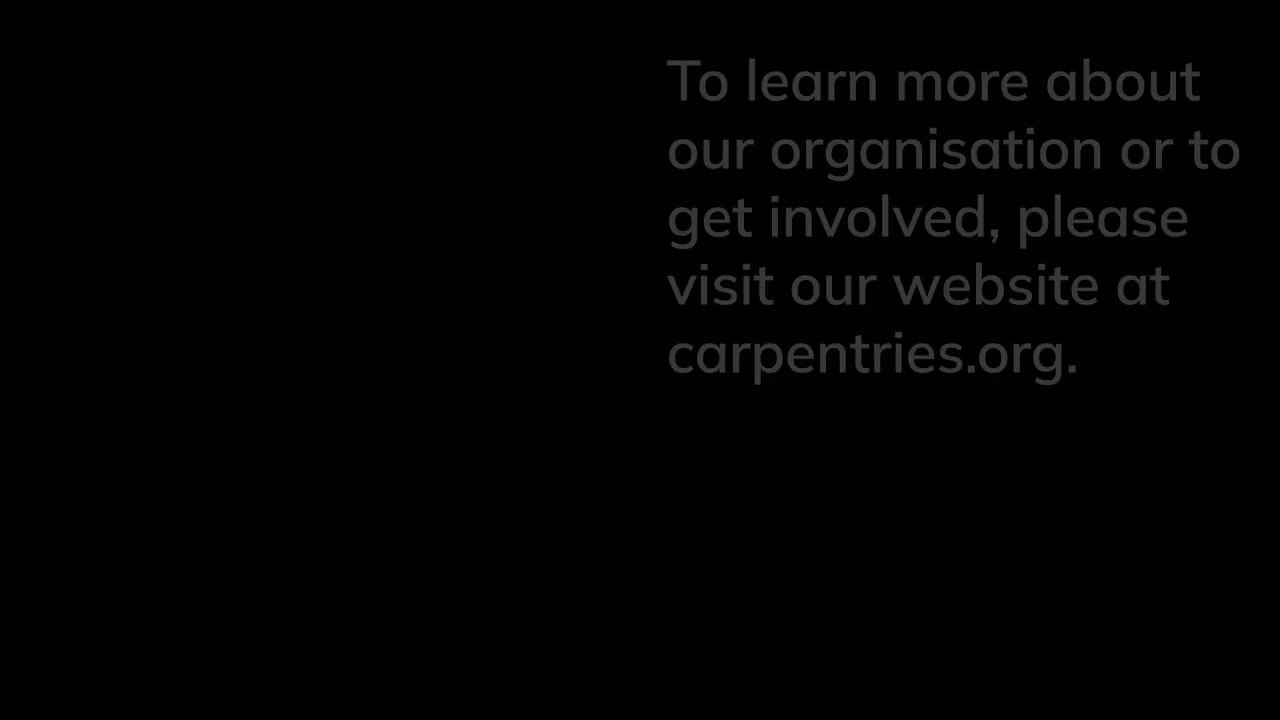 To learn more about
our organisation or to
get involved, please
visit our website at
carpentries.org.